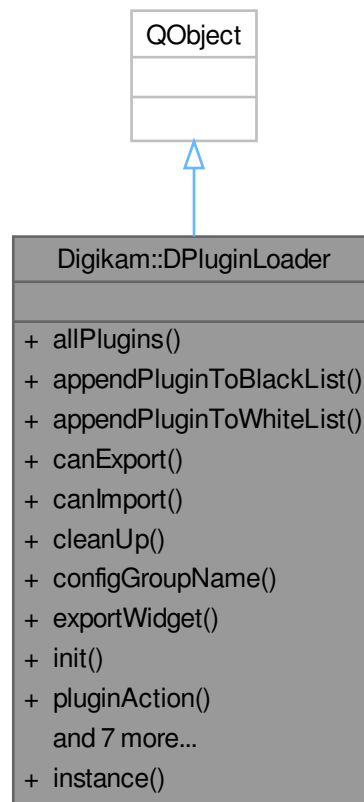 QObject
Digikam::DPluginLoader
+ allPlugins()
+ appendPluginToBlackList()
+ appendPluginToWhiteList()
+ canExport()
+ canImport()
+ cleanUp()
+ configGroupName()
+ exportWidget()
+ init()
+ pluginAction()
and 7 more...
+ instance()